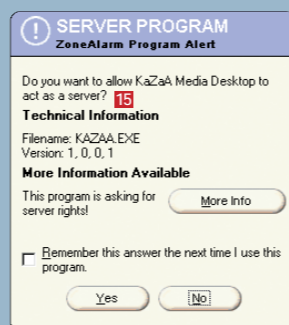 SERVER PROGRAM
ZoneAlarm Program Alert
Do you want to allow KaZaA Media Desktop to
act as a server? 15
Technical Information
Filename: KAZAA.EXE
Version: 1, 0, 0, 1
More Information Available
This program is asking for
server rights!
More Info
Remember this answer the next time I use this
program.
Yes No